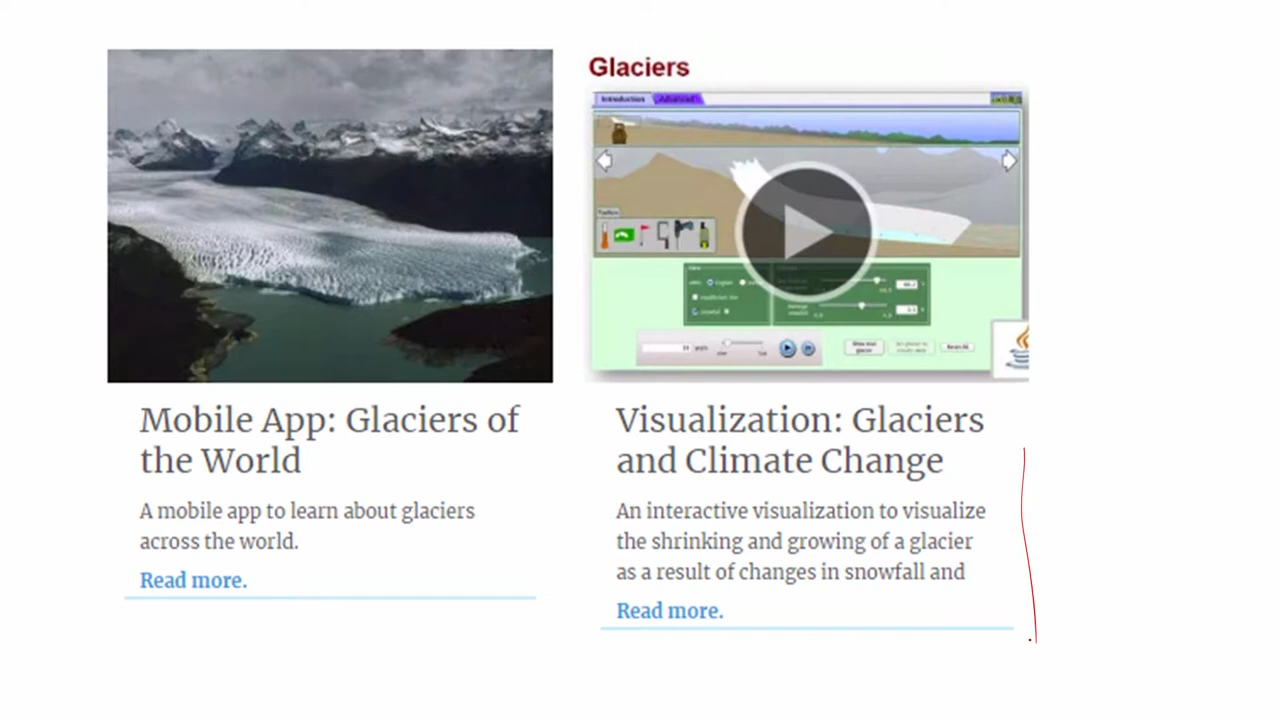 Glaciers
Introduction
Advanced
Mobile App: Glaciers of
the World
A mobile app to learn about glaciers
across the world.
Read more.
Visualization: Glaciers
and Climate Change
An interactive visualization to visualize
the shrinking and growing of a glacier
as a result of changes in snowfall and
Read more.